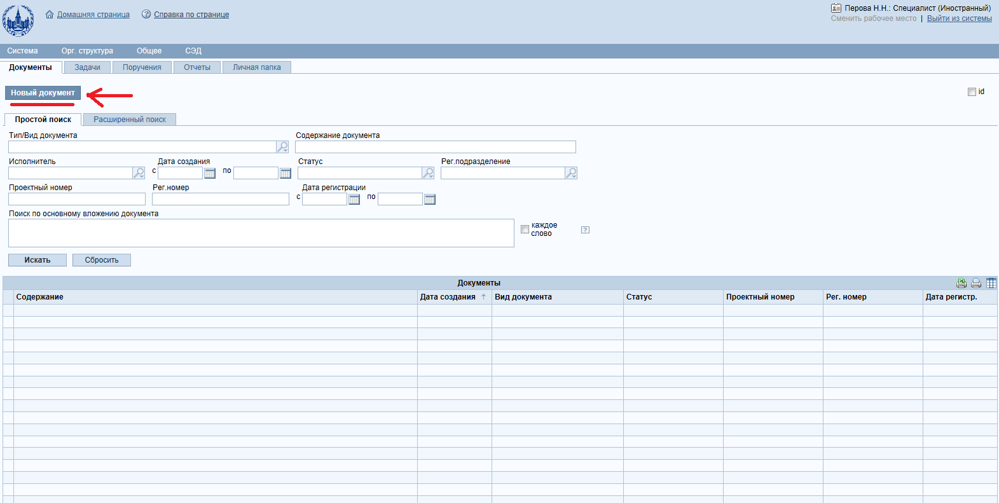 Домашняя страница Справка по странице
Перова Н.Н.: Специалист (Иностранный)
Сменить рабочее место | Выйти из системы
Система Орг. структура Общее СЭД
Документы Задачи Поручения Отчеты Личная папка
Новый документ id
Простой поиск Расширенный поиск
Тип/Вид документа Содержание документа
Исполнитель Дата создания Статус Рег.подразделение
с по
Проектный номер Рег.номер Дата регистрации
с по
Поиск по основному вложению документа
каждое
слово ?
Искать Сбросить
Документы
Содержание Дата создания ↑ Вид документа Статус Проектный номер Рег. номер Дата регистр.